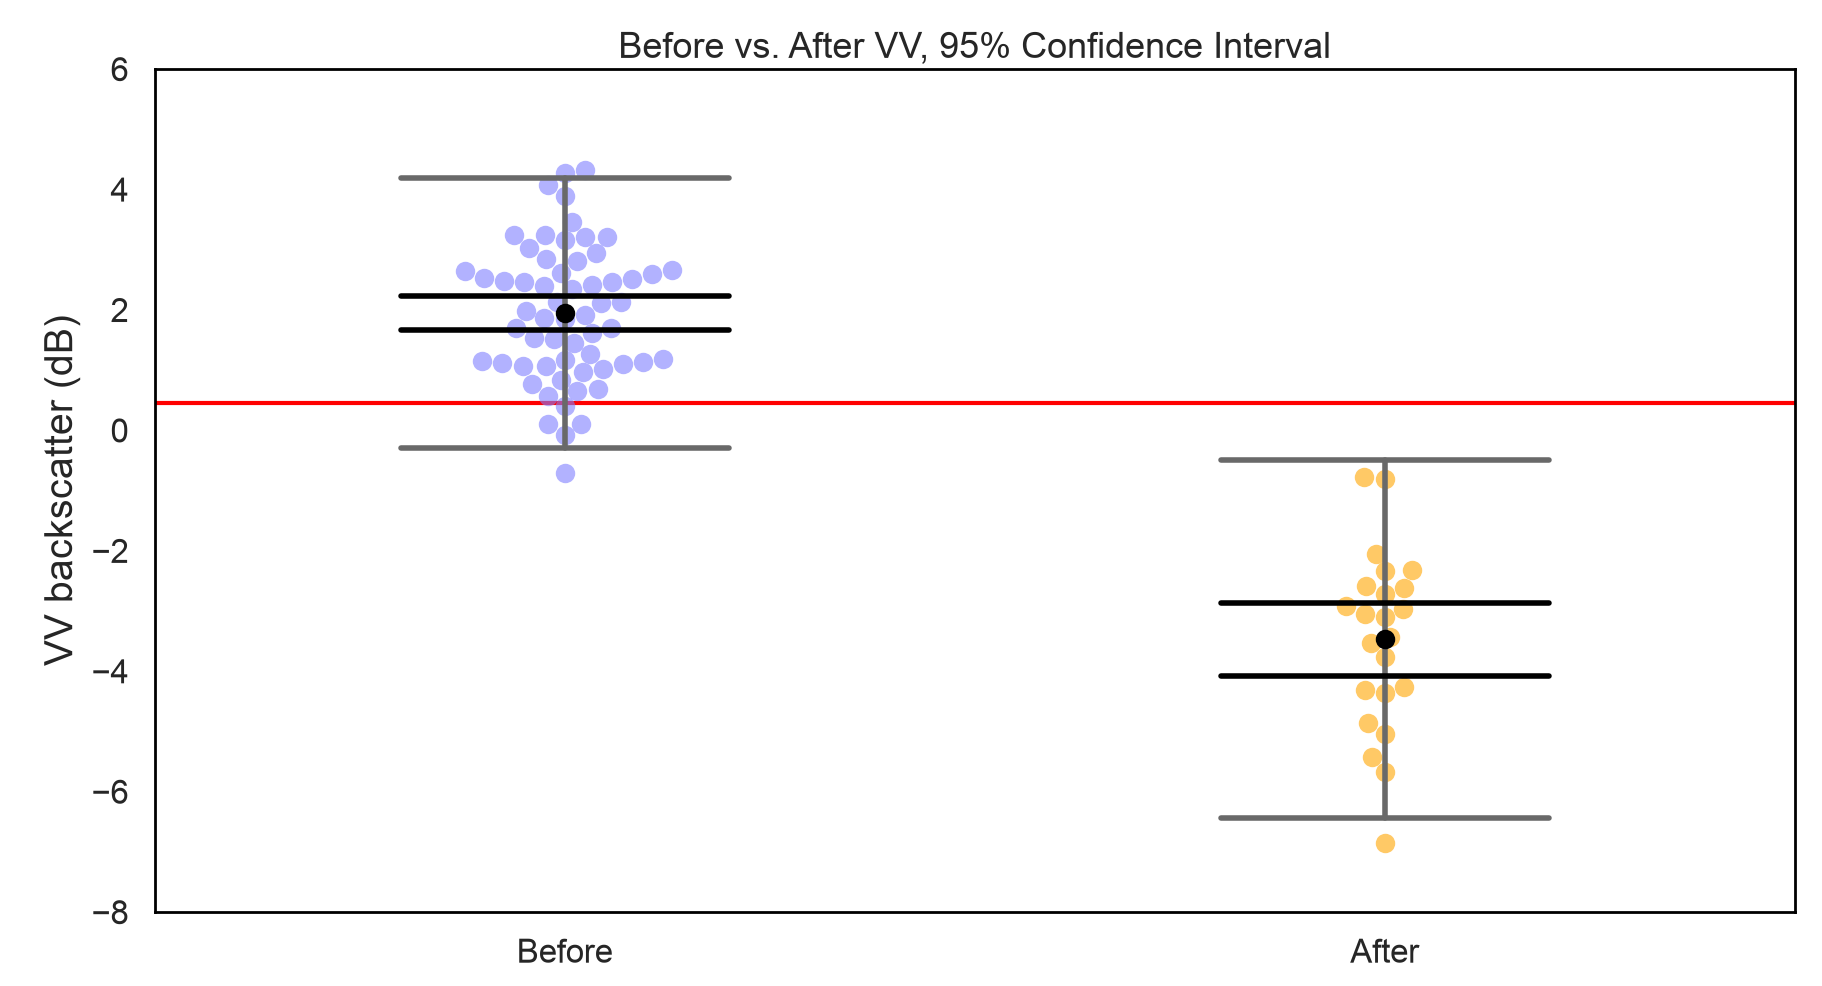 Before vs. After VV, 95% Confidence Interval
VV backscatter (dB)
6
4
2
0
−2
−4
−6
−8
Before
After